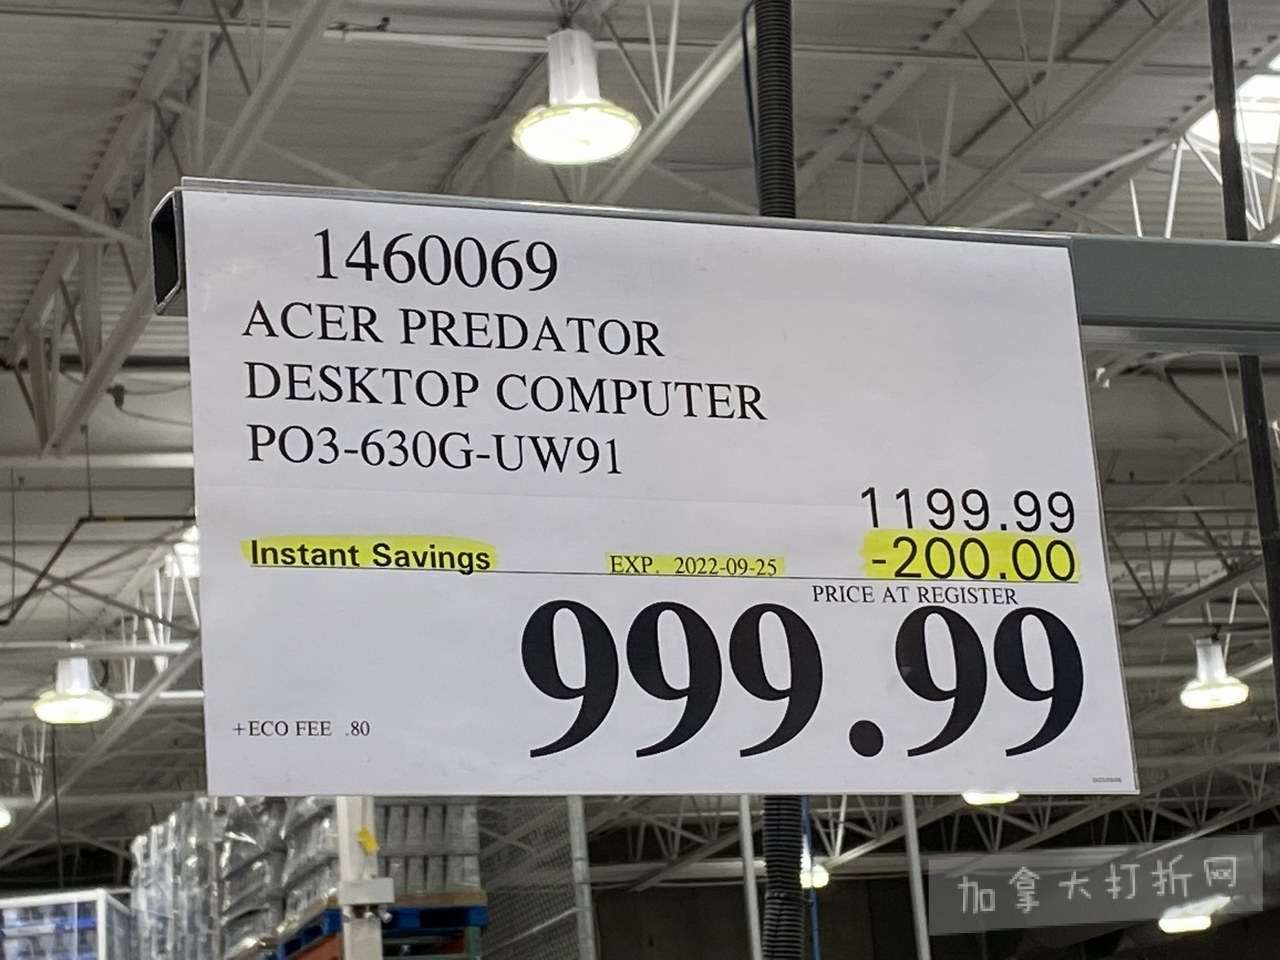 1460069
ACER PREDATOR
DESKTOP COMPUTER
PO3-630G-UW91
1199.99
Instant Savings EXP. 2022-09-25 -200.00
PRICE AT REGISTER
999.99
+ECO FEE .80
加拿大打折网